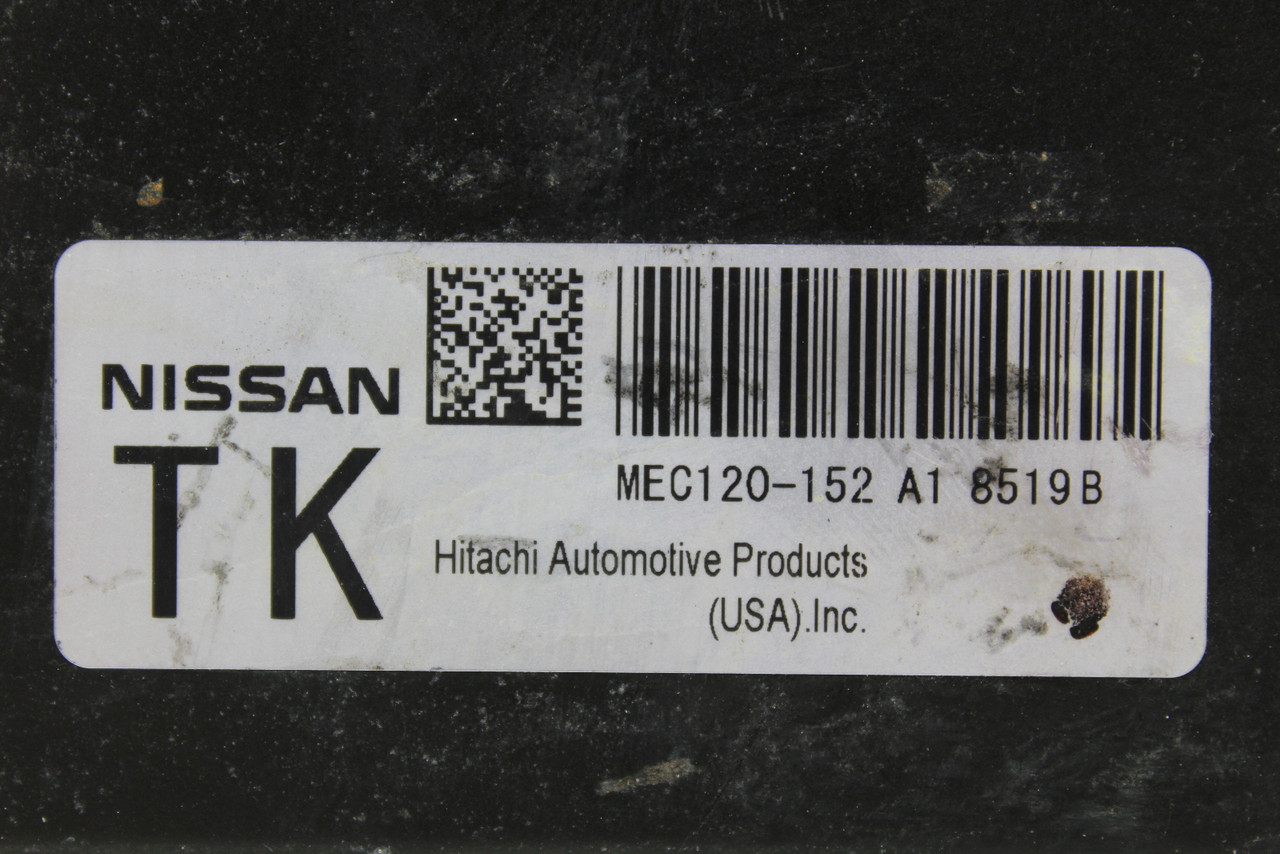 NISSAN
TK
MEC120-152 A1 8519B
Hitachi Automotive Products
(USA).Inc.